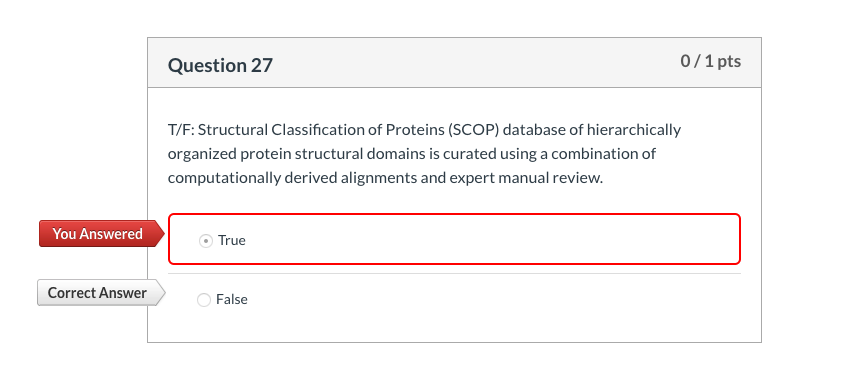 Question 27
0 / 1 pts
T/F: Structural Classification of Proteins (SCOP) database of hierarchically
organized protein structural domains is curated using a combination of
computationally derived alignments and expert manual review.
You Answered
True
Correct Answer
False